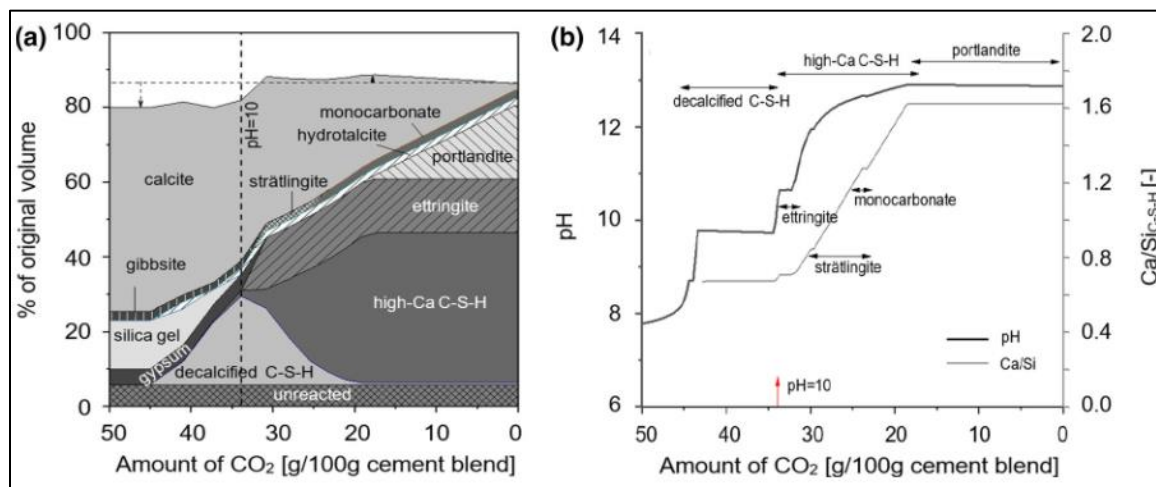 (a)
100
80
60
40
20
0
% of original volume
pH=10
monocarbonate
hydrotalcite
portlandite
calcite
strätlingite
ettringite
gibbsite
high-Ca C-S-H
silica gel
gypsum
decalcified C-S-H
unreacted
50 40 30 20 10 0
Amount of CO₂ [g/100g cement blend]
(b)
14
12
10
8
6
pH
portlandite
high-Ca C-S-H
decalcified C-S-H
ettringite
monocarbonate
strätlingite
pH
Ca/Si
pH=10
2.0
1.6
1.2
0.8
0.4
0.0
Ca/Si_C-S-H [-]
50 40 30 20 10 0
Amount of CO₂ [g/100g cement blend]